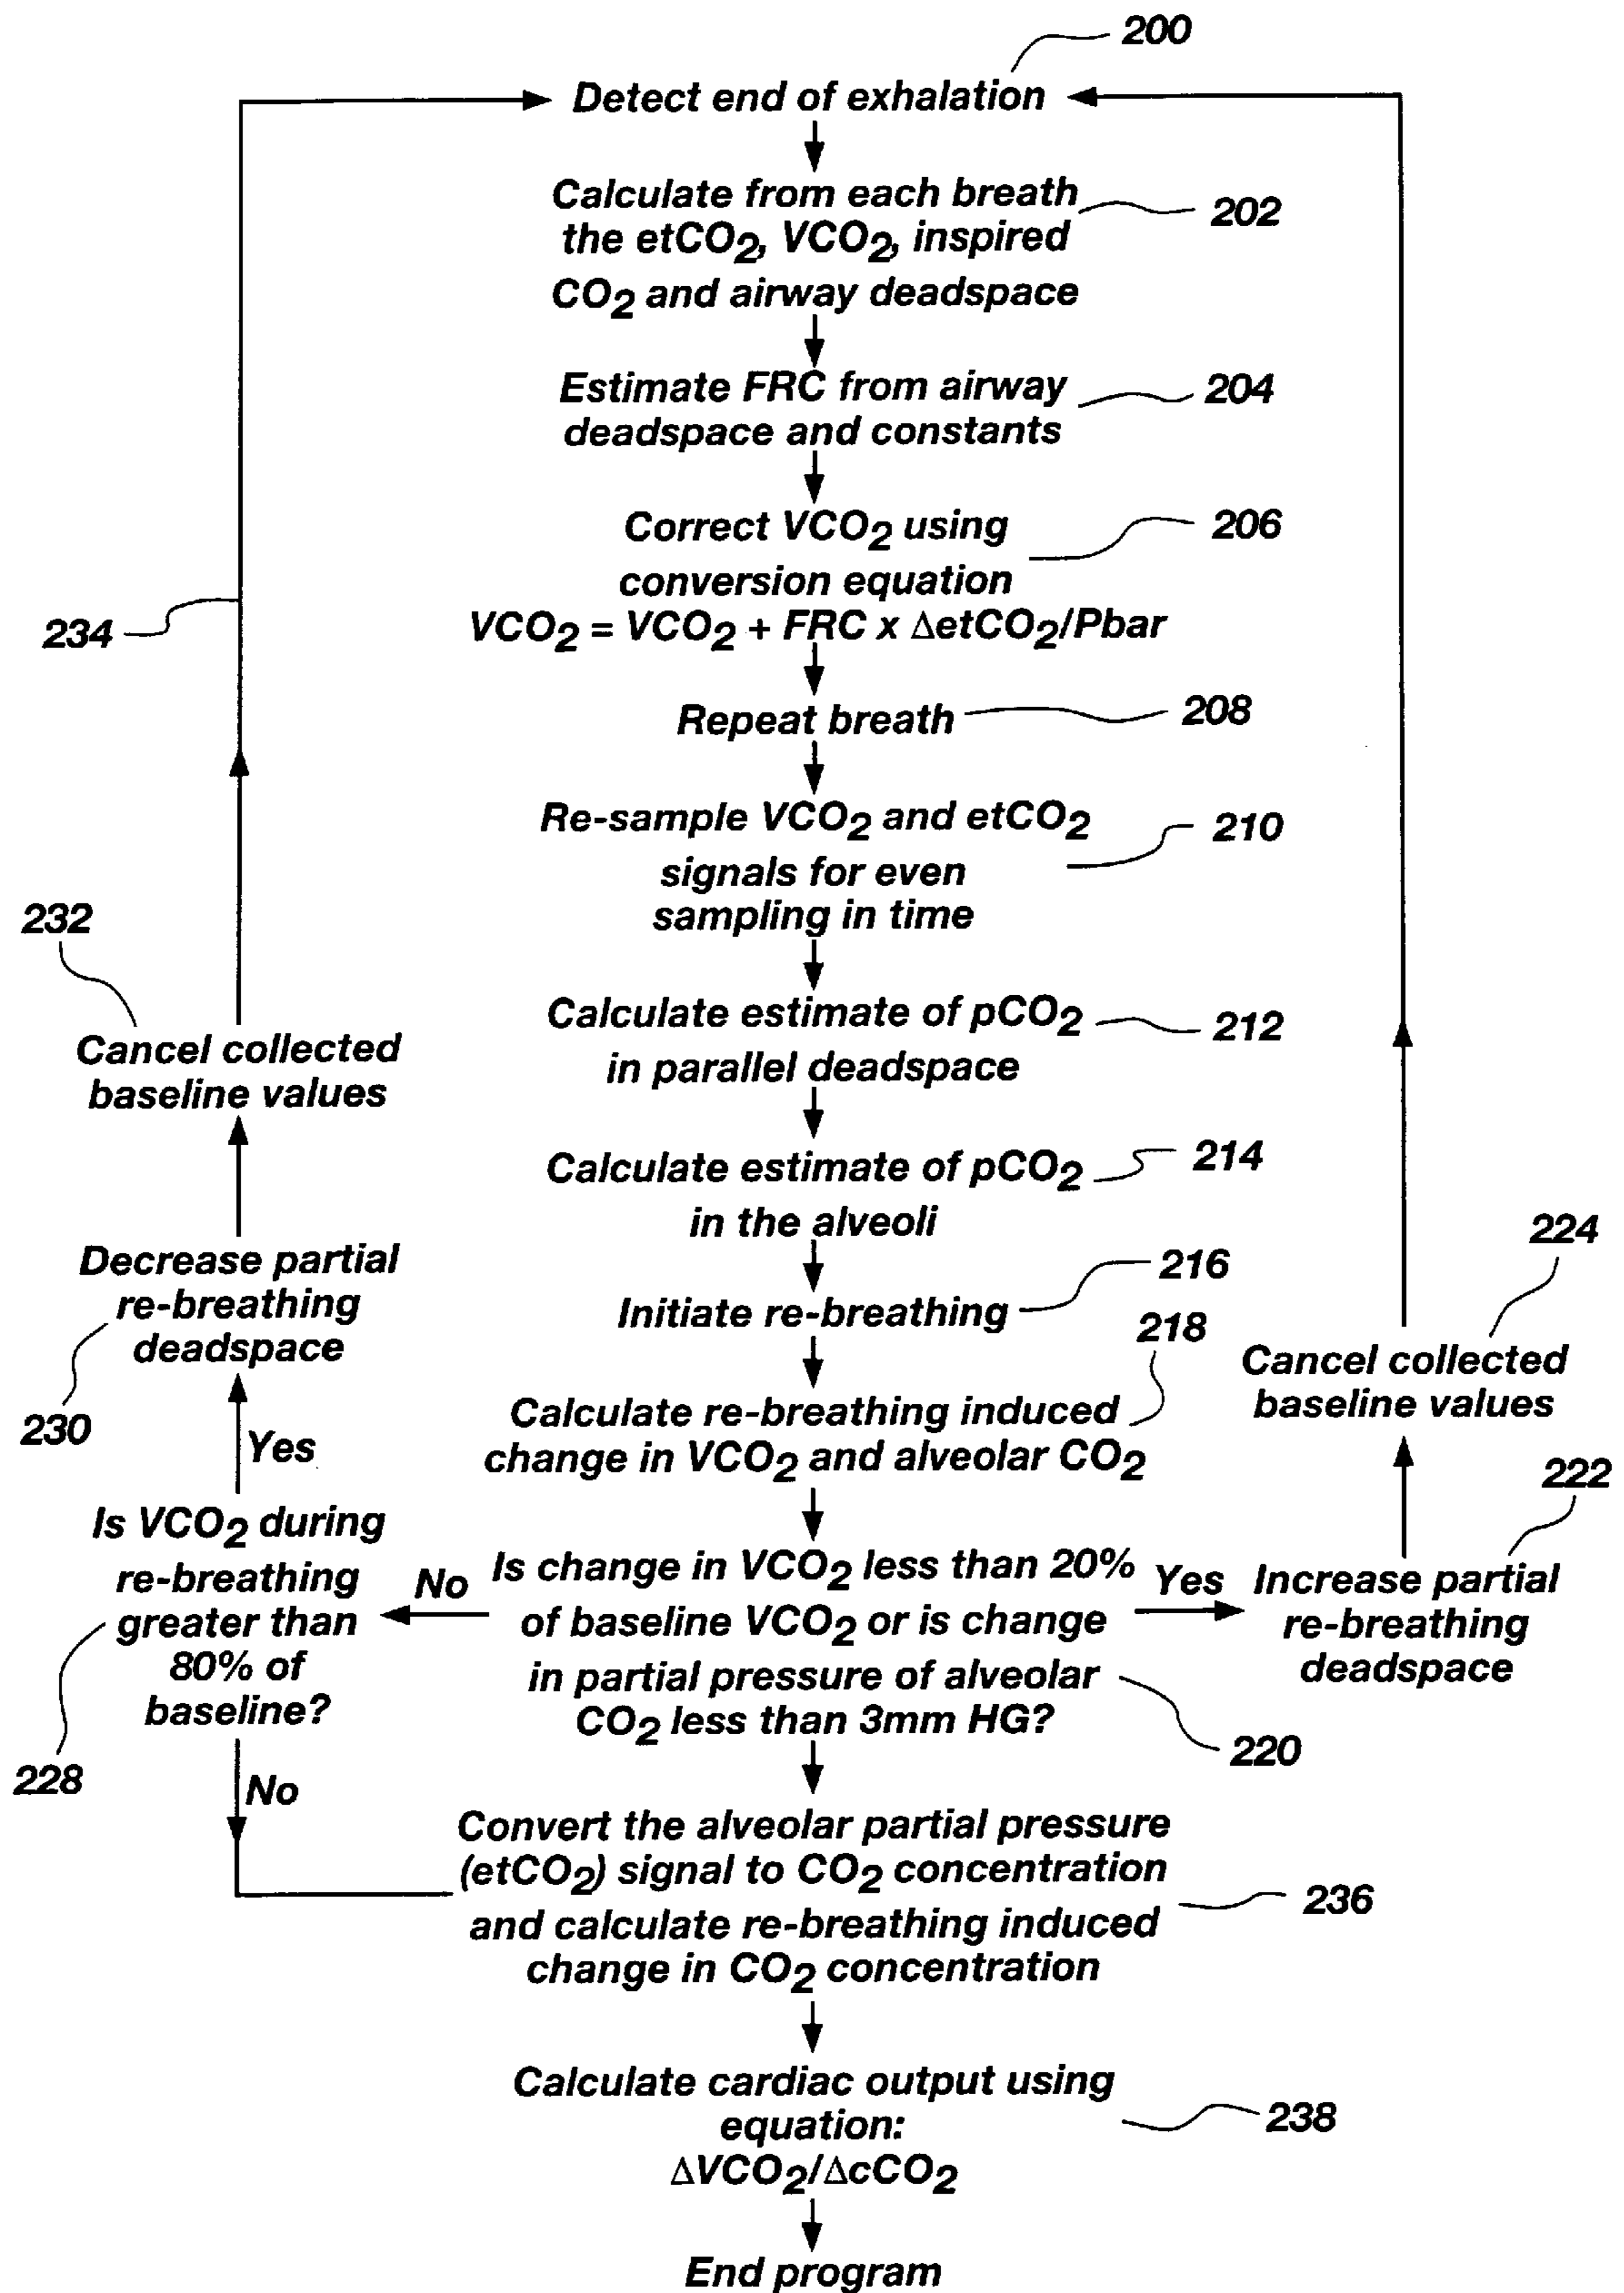 200
Detect end of exhalation
Calculate from each breath
the etCO2, VCO2, inspired
CO2 and airway deadspace
202
Estimate FRC from airway
deadspace and constants
204
Correct VCO2 using
conversion equation
VCO2 = VCO2 + FRC x ΔetCO2/Pbar
206
234
Repeat breath
208
Re-sample VCO2 and etCO2
signals for even
sampling in time
210
232
Cancel collected
baseline values
Calculate estimate of pCO2
in parallel deadspace
212
Calculate estimate of pCO2
in the alveoli
214
Decrease partial
re-breathing
deadspace
230
Initiate re-breathing
216
224
Cancel collected
baseline values
Calculate re-breathing induced
change in VCO2 and alveolar CO2
218
Yes
222
Is VCO2 during
re-breathing
greater than
80% of
baseline?
228
No
Is change in VCO2 less than 20%
of baseline VCO2 or is change
in partial pressure of alveolar
CO2 less than 3mm HG?
220
Yes
Increase partial
re-breathing
deadspace
No
Convert the alveolar partial pressure
(etCO2) signal to CO2 concentration
and calculate re-breathing induced
change in CO2 concentration
236
Calculate cardiac output using
equation:
ΔVCO2/ΔcCO2
238
End program